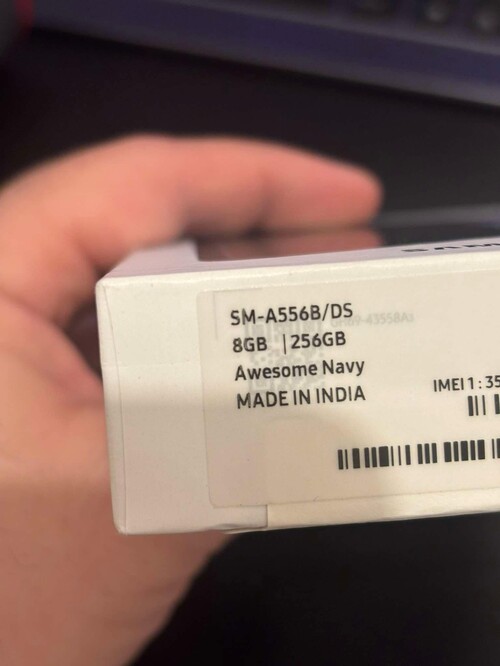 SM-A556B/DS
8GB | 256GB
Awesome Navy
MADE IN INDIA
IMEI 1 : 35